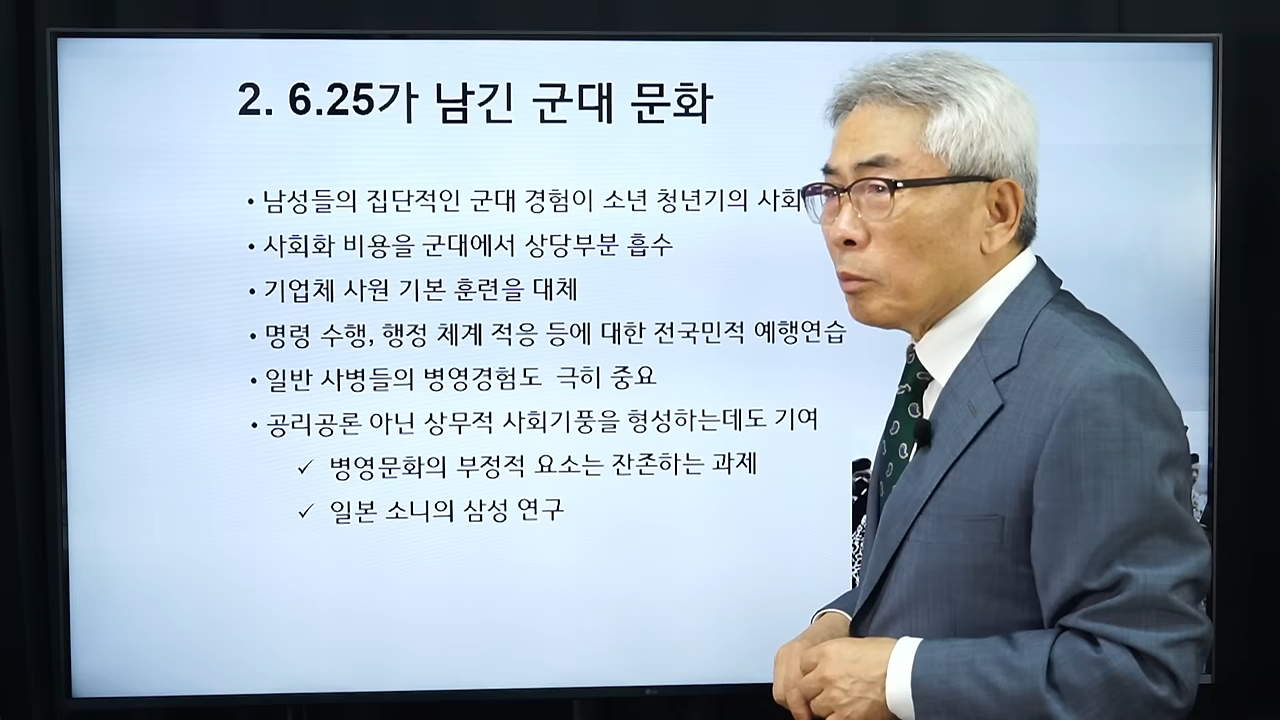 2. 6.25가 남긴 군대 문화
• 남성들의 집단적인 군대 경험이 소년 청년기의 사회
• 사회화 비용을 군대에서 상당부분 흡수
• 기업체 사원 기본 훈련을 대체
• 명령 수행, 행정 체계 적응 등에 대한 전국민적 예행연습
• 일반 사병들의 병영경험도 극히 중요
• 공리공론 아닌 상무적 사회기풍을 형성하는데도 기여
✓ 병영문화의 부정적 요소는 잔존하는 과제
✓ 일본 소니의 삼성 연구
LG